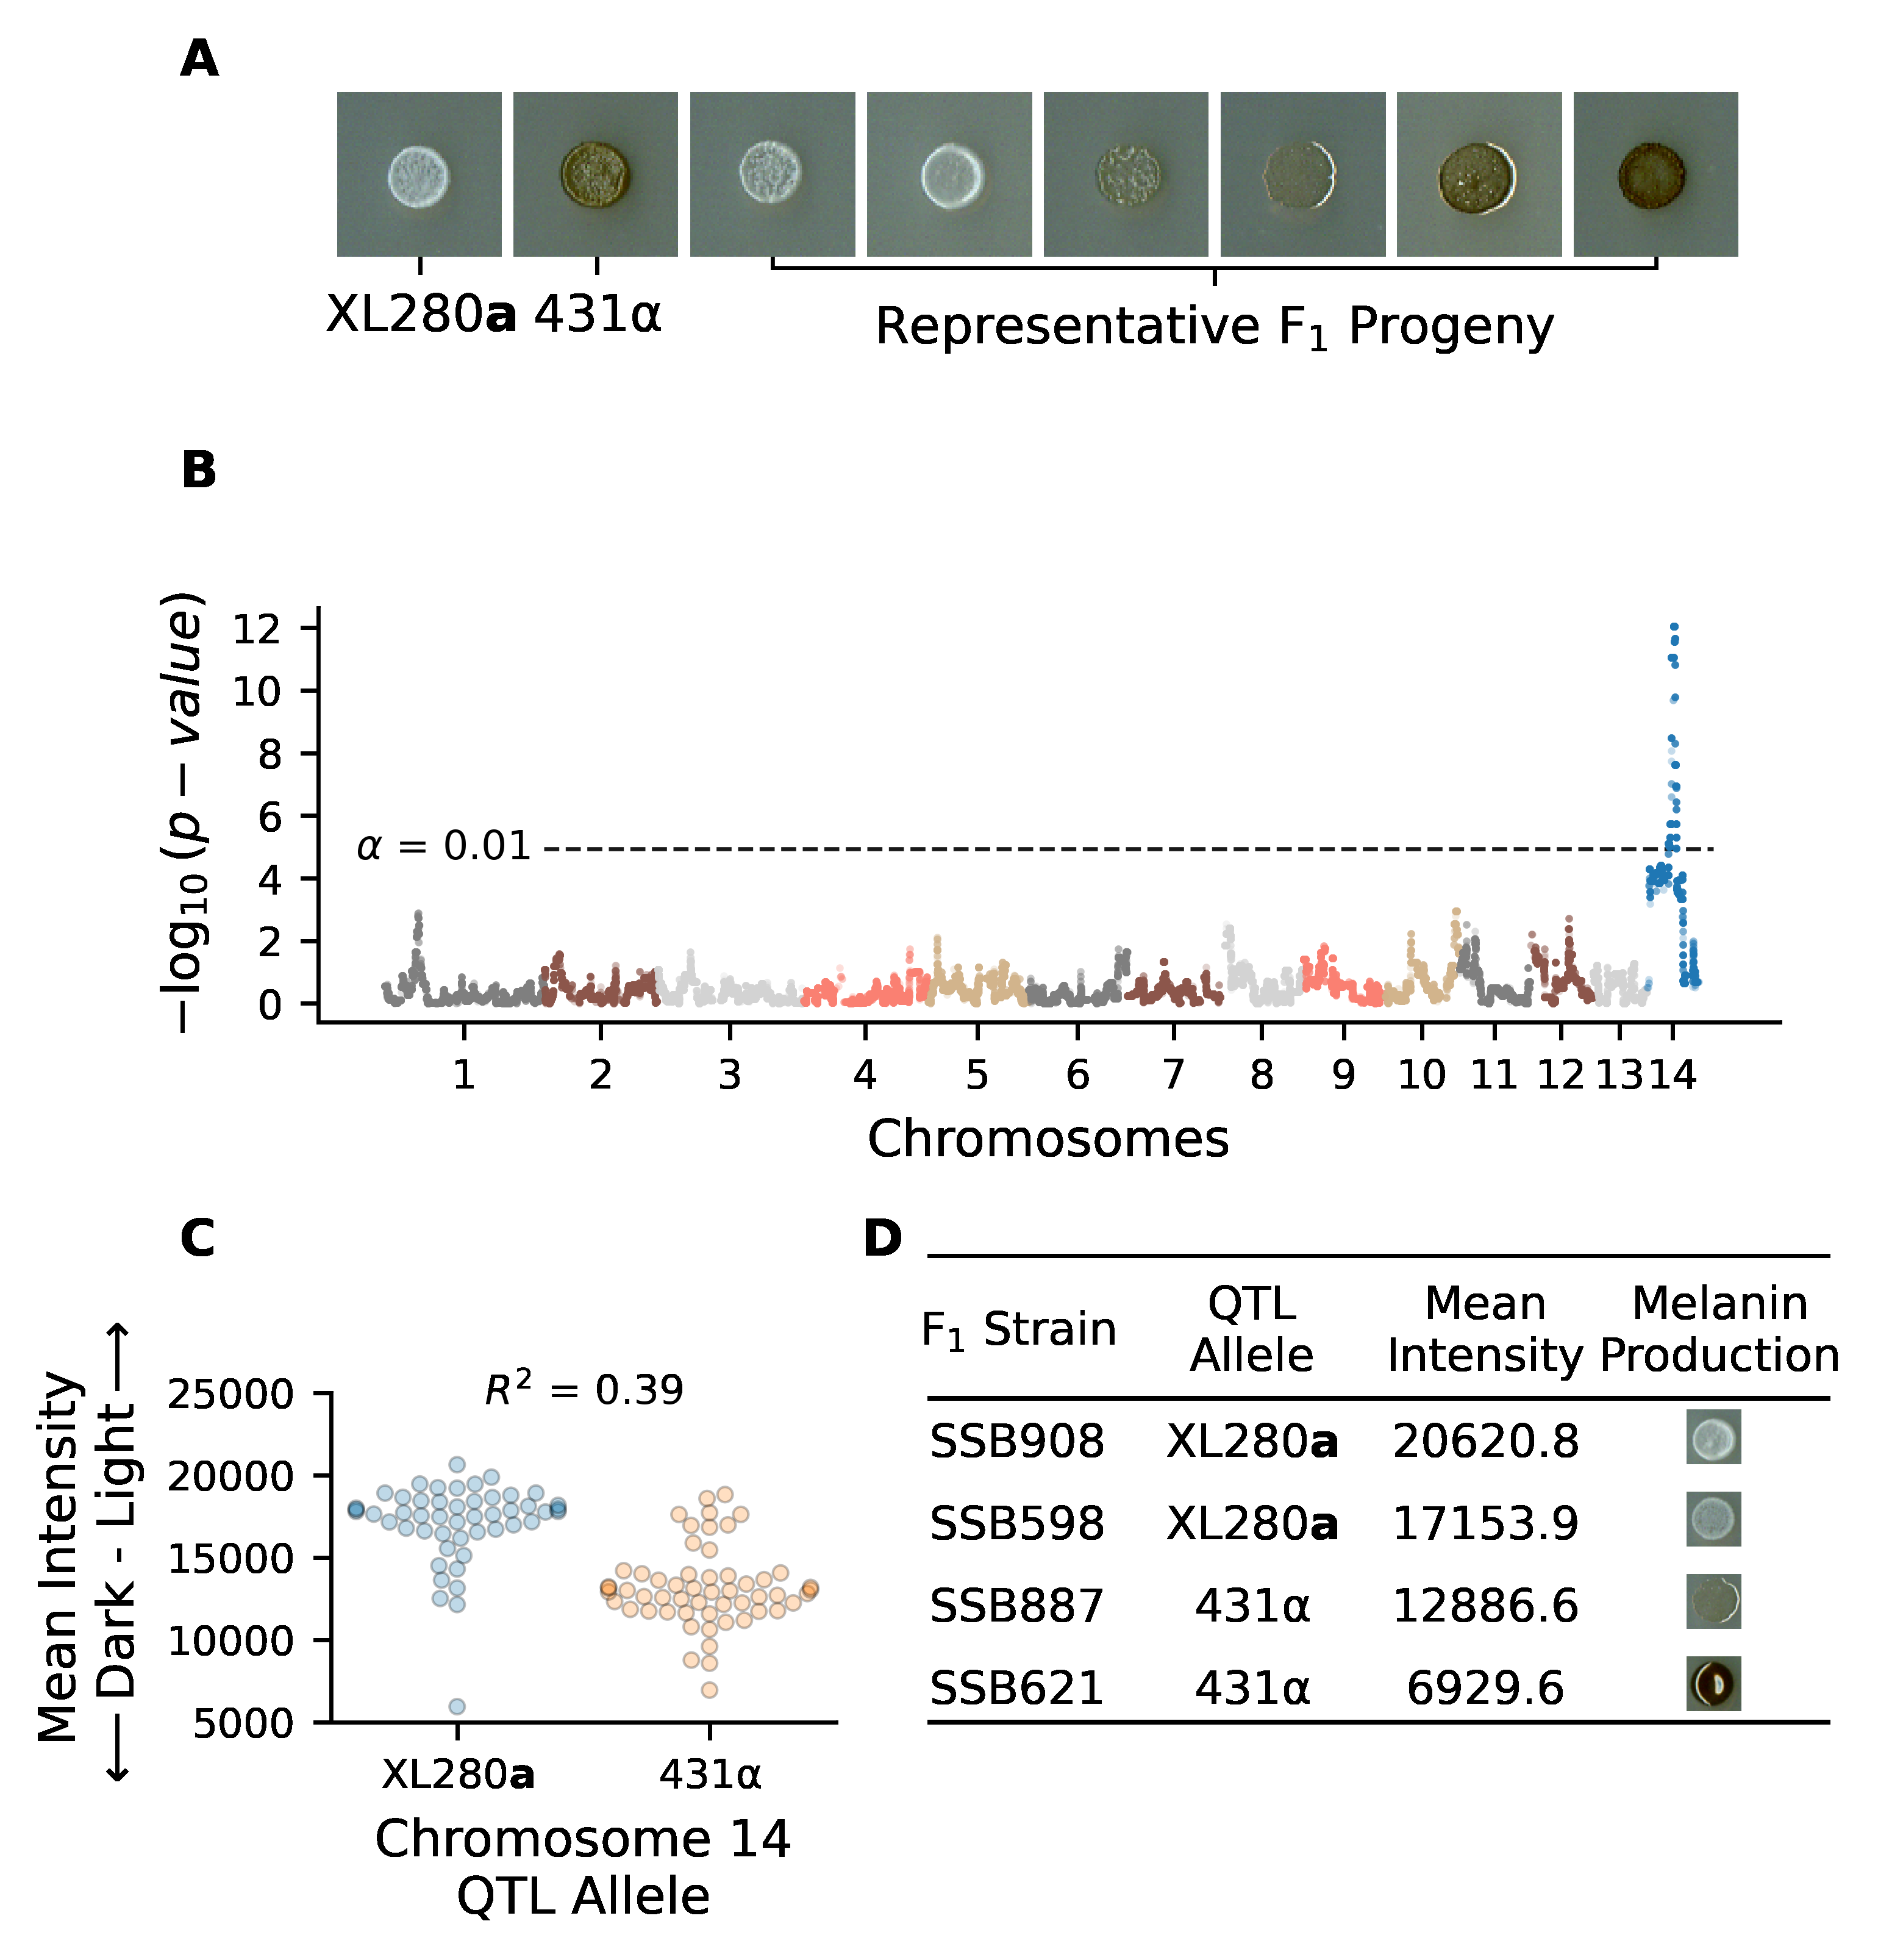 A
XL280a 431α
Representative F₁ Progeny
B
−log₁₀ (p − value)
12
10
8
6
4
2
0
α = 0.01
1 2 3 4 5 6 7 8 9 10 11 12 13 14
Chromosomes
C
Mean Intensity
⟵ Dark - Light ⟶
25000
20000
15000
10000
5000
R² = 0.39
XL280a 431α
Chromosome 14
QTL Allele
D
F₁ Strain QTL Allele Mean Intensity Melanin Production
SSB908 XL280a 20620.8
SSB598 XL280a 17153.9
SSB887 431α 12886.6
SSB621 431α 6929.6